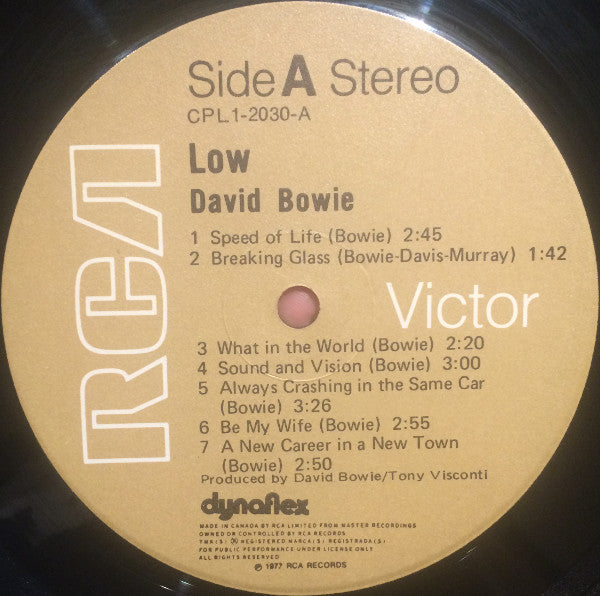 Side A Stereo
CPL1-2030-A
Low
David Bowie
1 Speed of Life (Bowie) 2:45
2 Breaking Glass (Bowie-Davis-Murray) 1:42
RCA
Victor
3 What in the World (Bowie) 2:20
4 Sound and Vision (Bowie) 3:00
5 Always Crashing in the Same Car
(Bowie) 3:26
6 Be My Wife (Bowie) 2:55
7 A New Career in a New Town
(Bowie) 2:50
Produced by David Bowie/Tony Visconti
dynaflex
MADE IN CANADA BY RCA LIMITED FROM MASTER RECORDINGS
OWNED OR CONTROLLED BY RCA CORP.
TMK(S) ® REGISTERED MARCA(S) REGISTRADA(S)
FOR PUBLIC PERFORMANCE UNDER LICENSE ONLY
ALL RIGHTS RESERVED
℗ 1977 RCA RECORDS